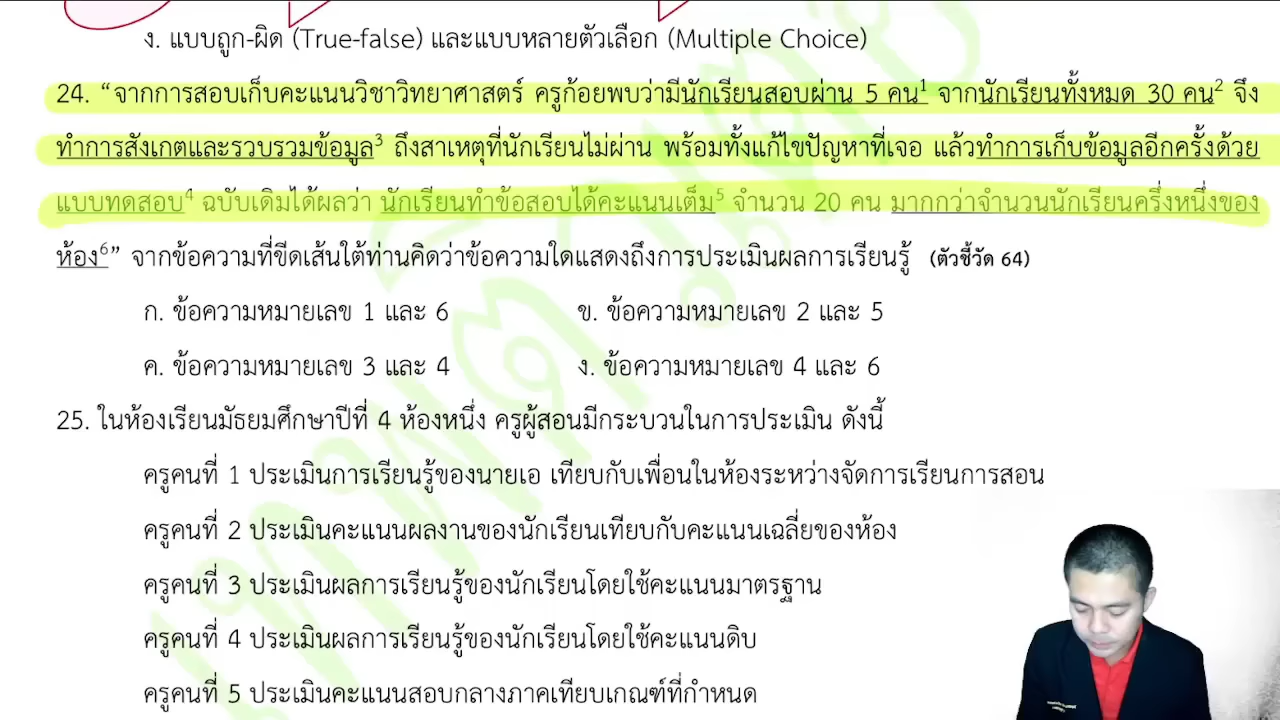 ง. แบบถูก-ผิด (True-false) และแบบหลายตัวเลือก (Multiple Choice)
24. “จากการสอบเก็บคะแนนวิชาวิทยาศาสตร์ ครูก้อยพบว่ามีนักเรียนสอบผ่าน 5 คน¹ จากนักเรียนทั้งหมด 30 คน² จึง
ทำการสังเกตและรวบรวมข้อมูล³ ถึงสาเหตุที่นักเรียนไม่ผ่าน พร้อมทั้งแก้ไขปัญหาที่เจอ แล้วทำการเก็บข้อมูลอีกครั้งด้วย
แบบทดสอบ⁴ ฉบับเดิมได้ผลว่า นักเรียนทำข้อสอบได้คะแนนเต็ม⁵ จำนวน 20 คน มากกว่าจำนวนนักเรียนครึ่งหนึ่งของ
ห้อง⁶” จากข้อความที่ขีดเส้นใต้ท่านคิดว่าข้อความใดแสดงถึงการประเมินผลการเรียนรู้ (ตัวชี้วัด 64)
ก. ข้อความหมายเลข 1 และ 6 ข. ข้อความหมายเลข 2 และ 5
ค. ข้อความหมายเลข 3 และ 4 ง. ข้อความหมายเลข 4 และ 6
25. ในห้องเรียนมัธยมศึกษาปีที่ 4 ห้องหนึ่ง ครูผู้สอนมีกระบวนในการประเมิน ดังนี้
ครูคนที่ 1 ประเมินการเรียนรู้ของนายเอ เทียบกับเพื่อนในห้องระหว่างจัดการเรียนการสอน
ครูคนที่ 2 ประเมินคะแนนผลงานของนักเรียนเทียบกับคะแนนเฉลี่ยของห้อง
ครูคนที่ 3 ประเมินผลการเรียนรู้ของนักเรียนโดยใช้คะแนนมาตรฐาน
ครูคนที่ 4 ประเมินผลการเรียนรู้ของนักเรียนโดยใช้คะแนนดิบ
ครูคนที่ 5 ประเมินคะแนนสอบกลางภาคเทียบเกณฑ์ที่กำหนด